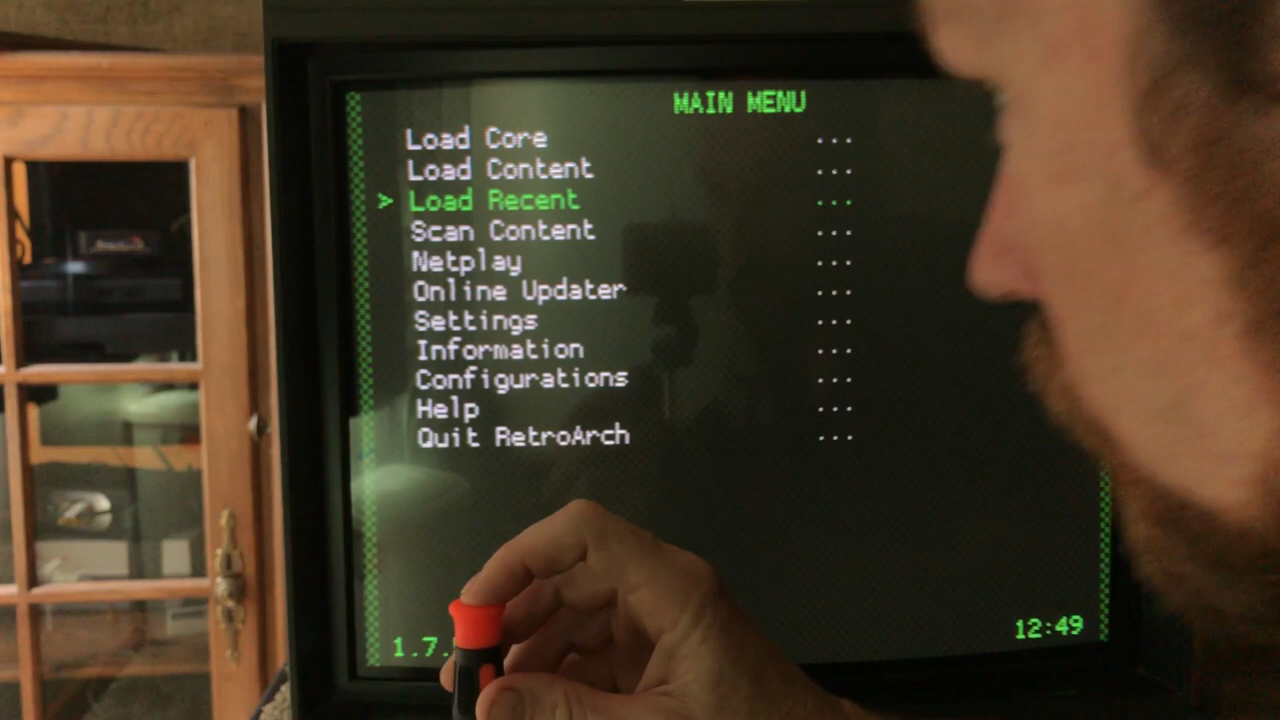 MAIN MENU
Load Core ...
Load Content ...
> Load Recent ...
Scan Content ...
Netplay ...
Online Updater ...
Settings ...
Information ...
Configurations ...
Help ...
Quit RetroArch ...
1.7. 12:49